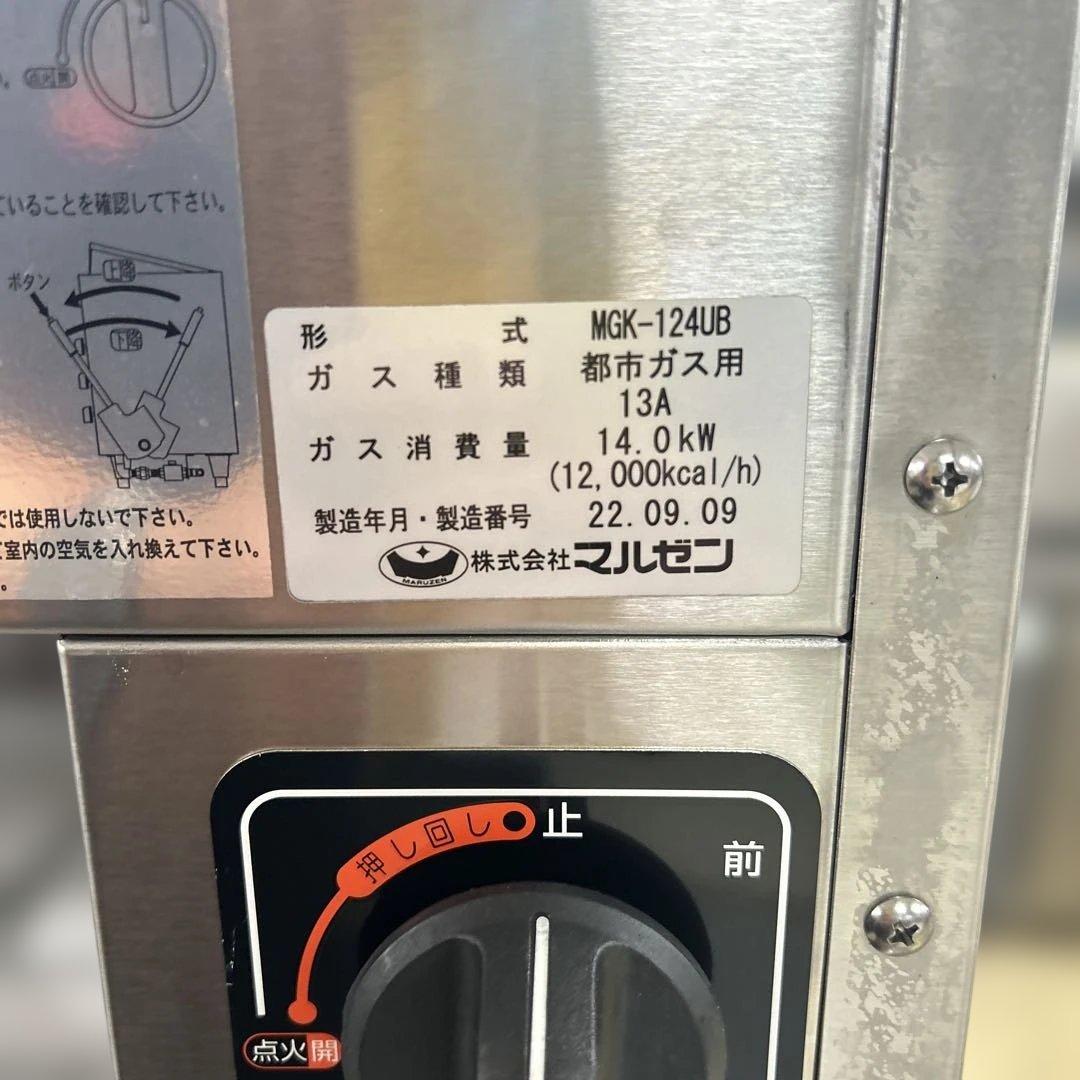 点火 開
ていることを確認して下さい。
ボタン
上降
下降
では使用しないで下さい。
室内の空気を入れ換えて下さい。
形式 MGK-124UB
ガス種類 都市ガス用
13A
ガス消費量 14.0kW
(12,000kcal/h)
製造年月・製造番号 22.09.09
MARUZEN 株式会社マルゼン
押し回し 止
前
点火 開